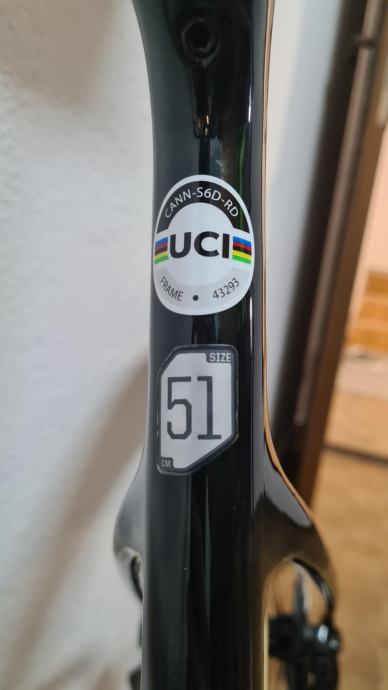 CANN-S6D-RD
UCI
FRAME • 43293
SIZE
51
CM